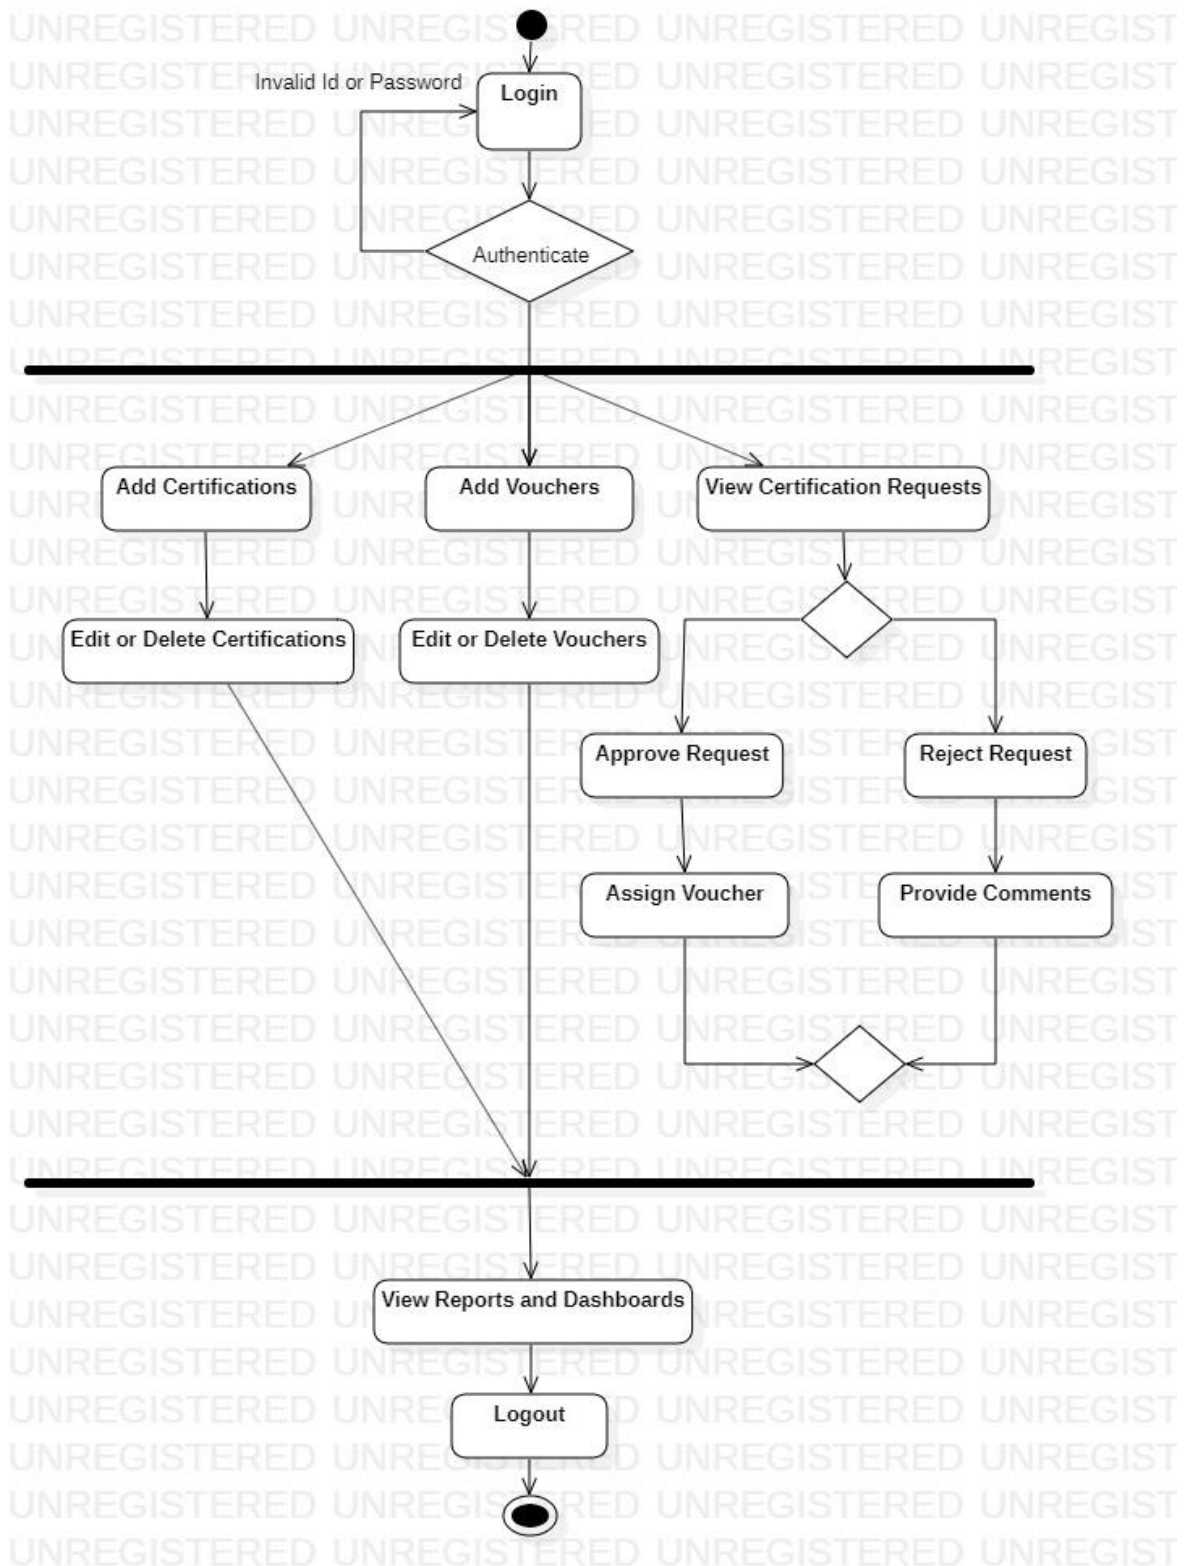 Invalid Id or Password
Login
Authenticate
Add Certifications
Add Vouchers
View Certification Requests
Edit or Delete Certifications
Edit or Delete Vouchers
Approve Request
Reject Request
Assign Voucher
Provide Comments
View Reports and Dashboards
Logout
UNREGISTERED